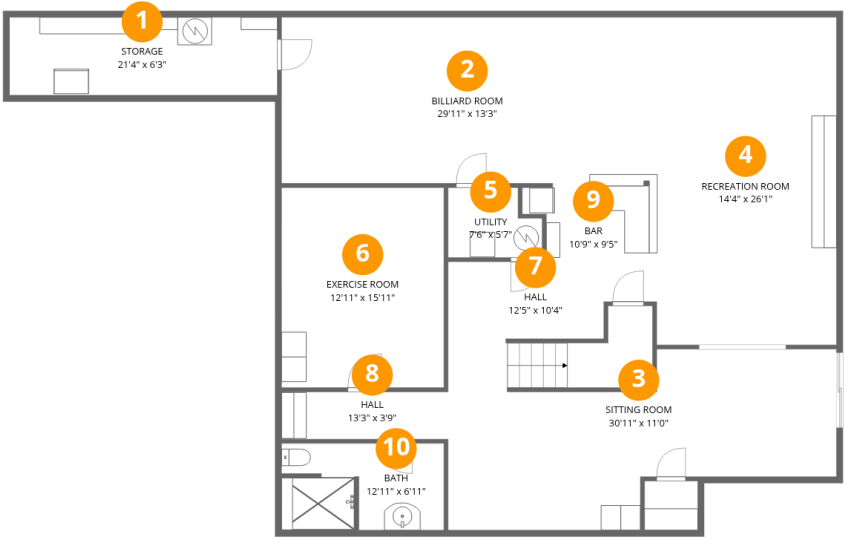 1
STORAGE
21'4" x 6'3"
2
BILLIARD ROOM
29'11" x 13'3"
4
RECREATION ROOM
14'4" x 26'1"
5
UTILITY
7'6" x 5'7"
9
BAR
10'9" x 9'5"
6
EXERCISE ROOM
12'11" x 15'11"
7
HALL
12'5" x 10'4"
8
HALL
13'3" x 3'9"
3
SITTING ROOM
30'11" x 11'0"
10
BATH
12'11" x 6'11"